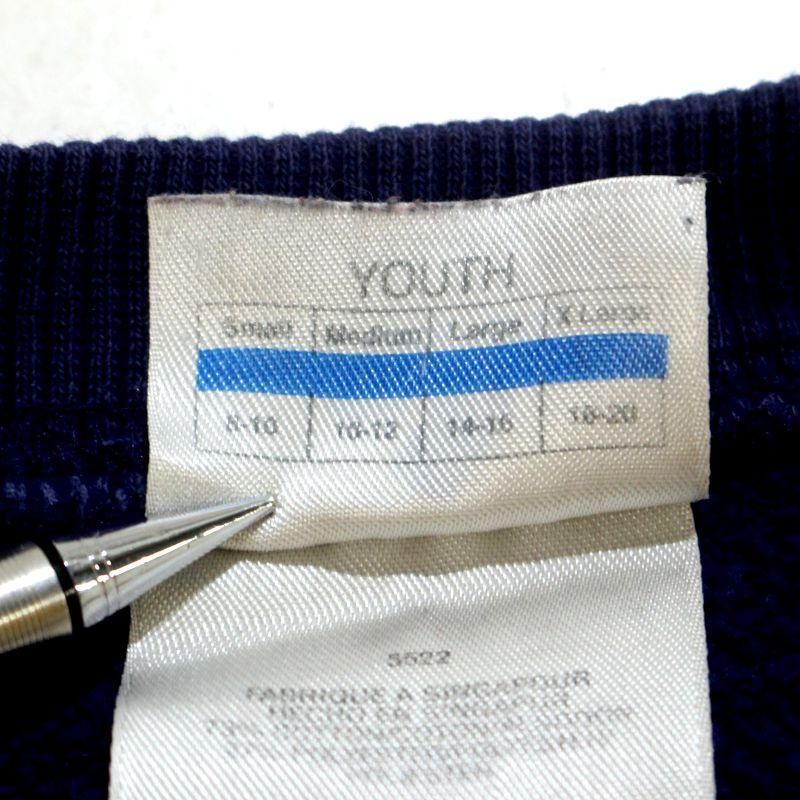 YOUTH
Small Medium Large X Large
8-10 10-12 14-16 18-20
5522
FABRIQUE A SINGAPOUR
HECHO EN SINGAPUR